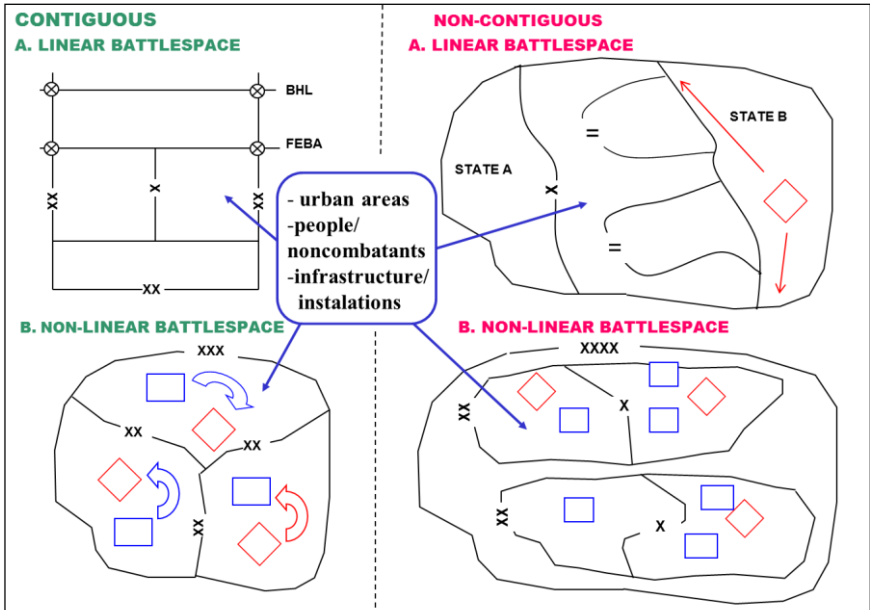 CONTIGUOUS
A. LINEAR BATTLESPACE
BHL
FEBA
XX
X
XX
XX
NON-CONTIGUOUS
A. LINEAR BATTLESPACE
STATE A
X
=
=
STATE B
- urban areas
-people/
noncombatants
-infrastructure/
instalations
B. NON-LINEAR BATTLESPACE
XXX
XX
XX
XX
B. NON-LINEAR BATTLESPACE
XXXX
XX
X
XX
X